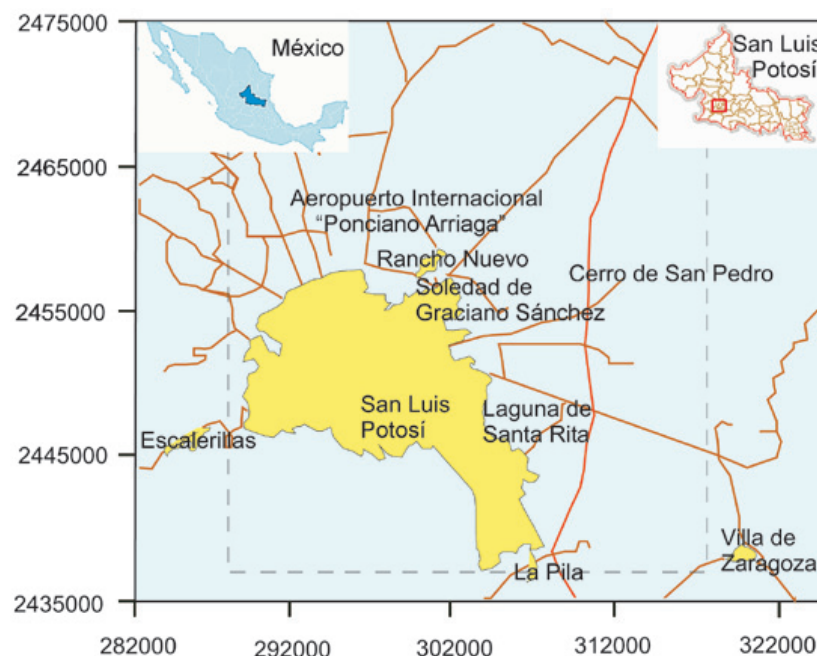 2475000
México
San Luis
Potosí
2465000
Aeropuerto Internacional
“Ponciano Arriaga”
Rancho Nuevo
Cerro de San Pedro
Soledad de
Graciano Sánchez
2455000
San Luis
Potosí
Laguna de
Santa Rita
Escalerillas
2445000
Villa de
Zaragoza
La Pila
2435000
282000
292000
302000
312000
322000